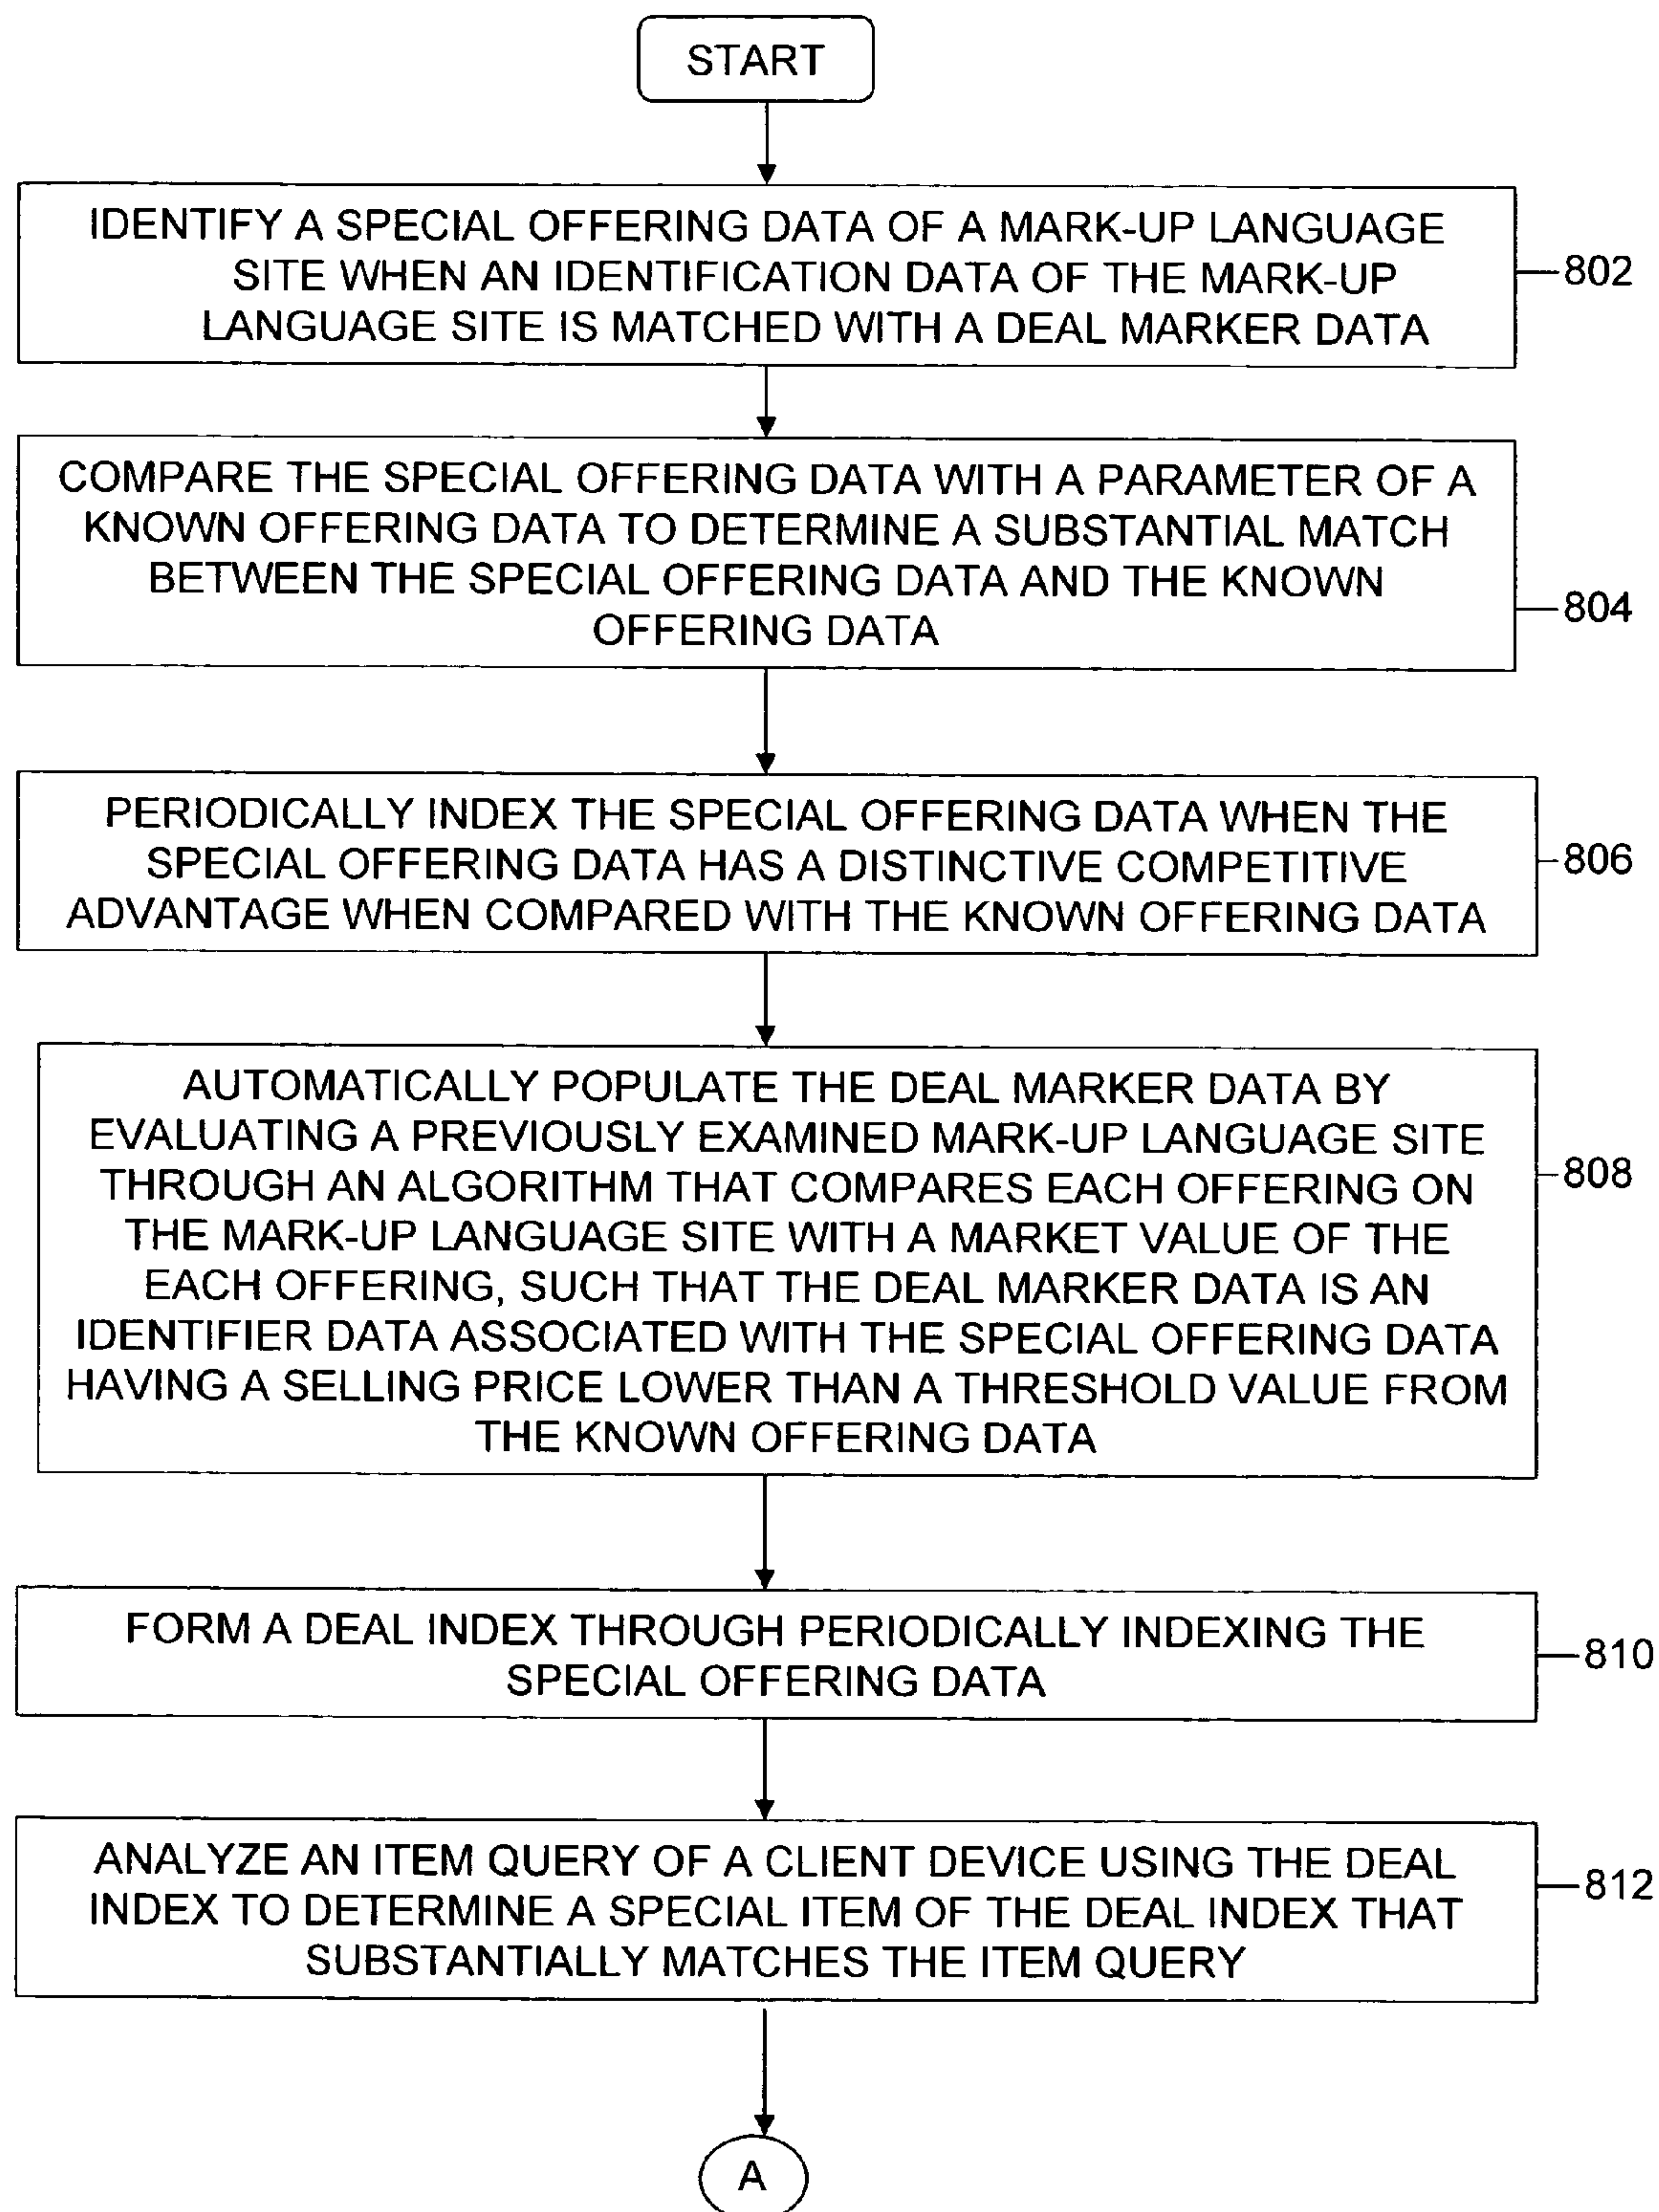 START
IDENTIFY A SPECIAL OFFERING DATA OF A MARK-UP LANGUAGE
SITE WHEN AN IDENTIFICATION DATA OF THE MARK-UP
LANGUAGE SITE IS MATCHED WITH A DEAL MARKER DATA
802
COMPARE THE SPECIAL OFFERING DATA WITH A PARAMETER OF A
KNOWN OFFERING DATA TO DETERMINE A SUBSTANTIAL MATCH
BETWEEN THE SPECIAL OFFERING DATA AND THE KNOWN
OFFERING DATA
804
PERIODICALLY INDEX THE SPECIAL OFFERING DATA WHEN THE
SPECIAL OFFERING DATA HAS A DISTINCTIVE COMPETITIVE
ADVANTAGE WHEN COMPARED WITH THE KNOWN OFFERING DATA
806
AUTOMATICALLY POPULATE THE DEAL MARKER DATA BY
EVALUATING A PREVIOUSLY EXAMINED MARK-UP LANGUAGE SITE
THROUGH AN ALGORITHM THAT COMPARES EACH OFFERING ON
THE MARK-UP LANGUAGE SITE WITH A MARKET VALUE OF THE
EACH OFFERING, SUCH THAT THE DEAL MARKER DATA IS AN
IDENTIFIER DATA ASSOCIATED WITH THE SPECIAL OFFERING DATA
HAVING A SELLING PRICE LOWER THAN A THRESHOLD VALUE FROM
THE KNOWN OFFERING DATA
808
FORM A DEAL INDEX THROUGH PERIODICALLY INDEXING THE
SPECIAL OFFERING DATA
810
ANALYZE AN ITEM QUERY OF A CLIENT DEVICE USING THE DEAL
INDEX TO DETERMINE A SPECIAL ITEM OF THE DEAL INDEX THAT
SUBSTANTIALLY MATCHES THE ITEM QUERY
812
A